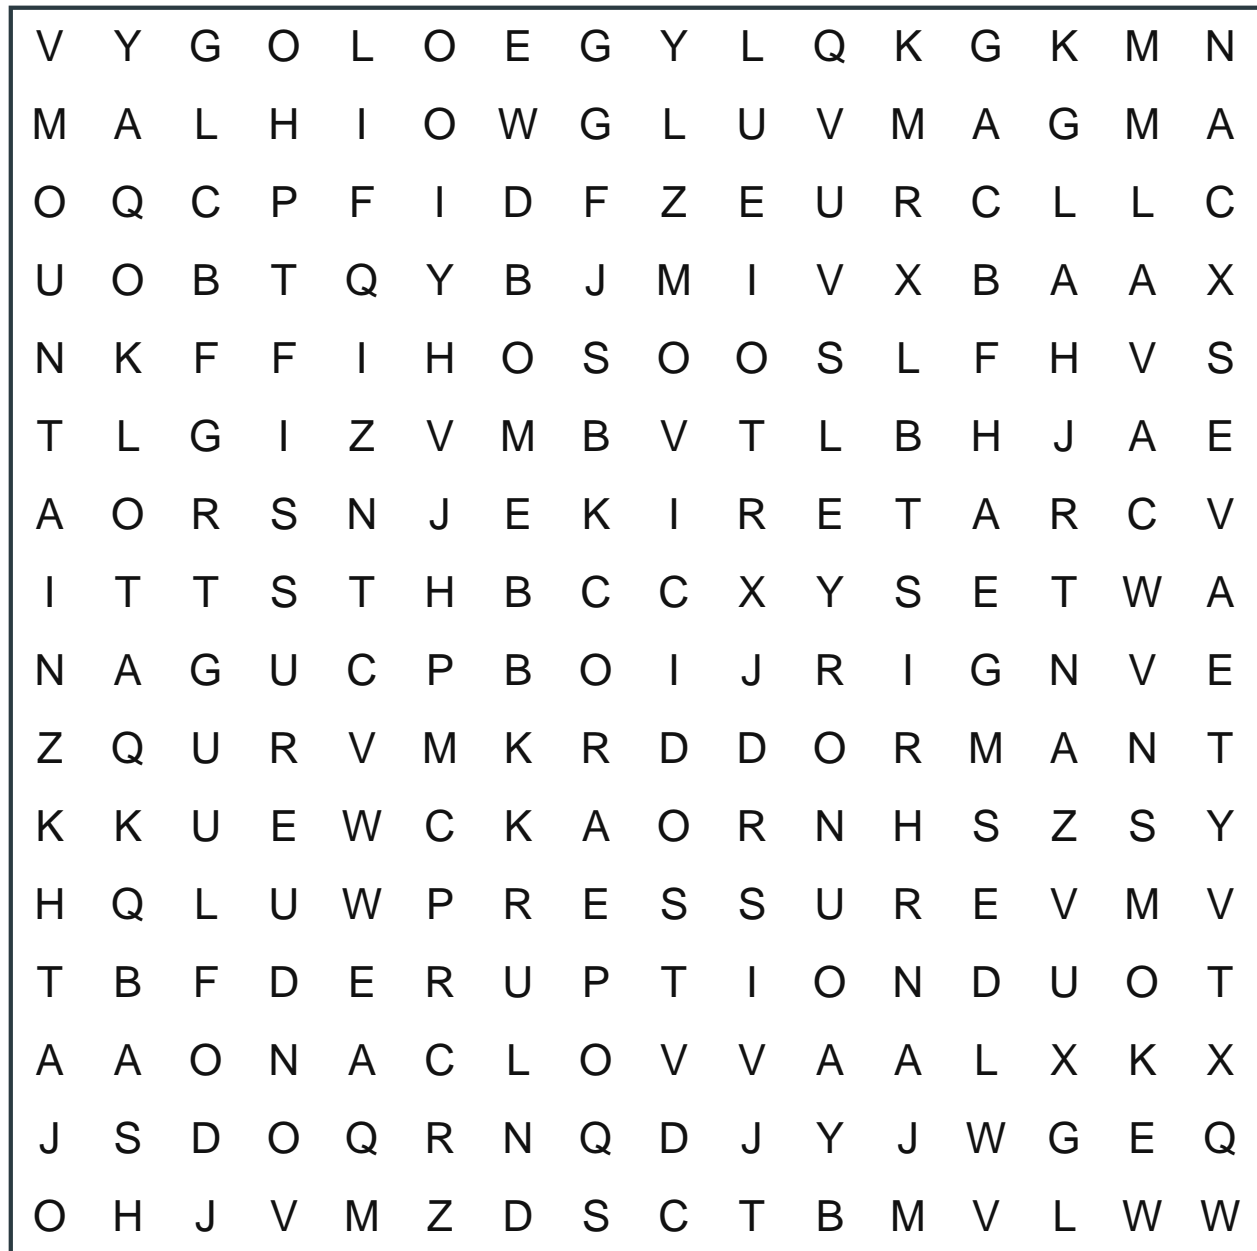 V Y G O L O E G Y L Q K G K M N
M A L H I O W G L U V M A G M A
O Q C P F I D F Z E U R C L L C
U O B T Q Y B J M I V X B A A X
N K F F I H O S O O S L F H V S
T L G I Z V M B V T L B H J A E
A O R S N J E K I R E T A R C V
I T T S T H B C C X Y S E T W A
N A G U C P B O I J R I G N V E
Z Q U R V M K R D D O R M A N T
K K U E W C K A O R N H S Z S Y
H Q L U W P R E S S U R E V M V
T B F D E R U P T I O N D U O T
A A O N A C L O V V A A L X K X
J S D O Q R N Q D J Y J W G E Q
O H J V M Z D S C T B M V L W W